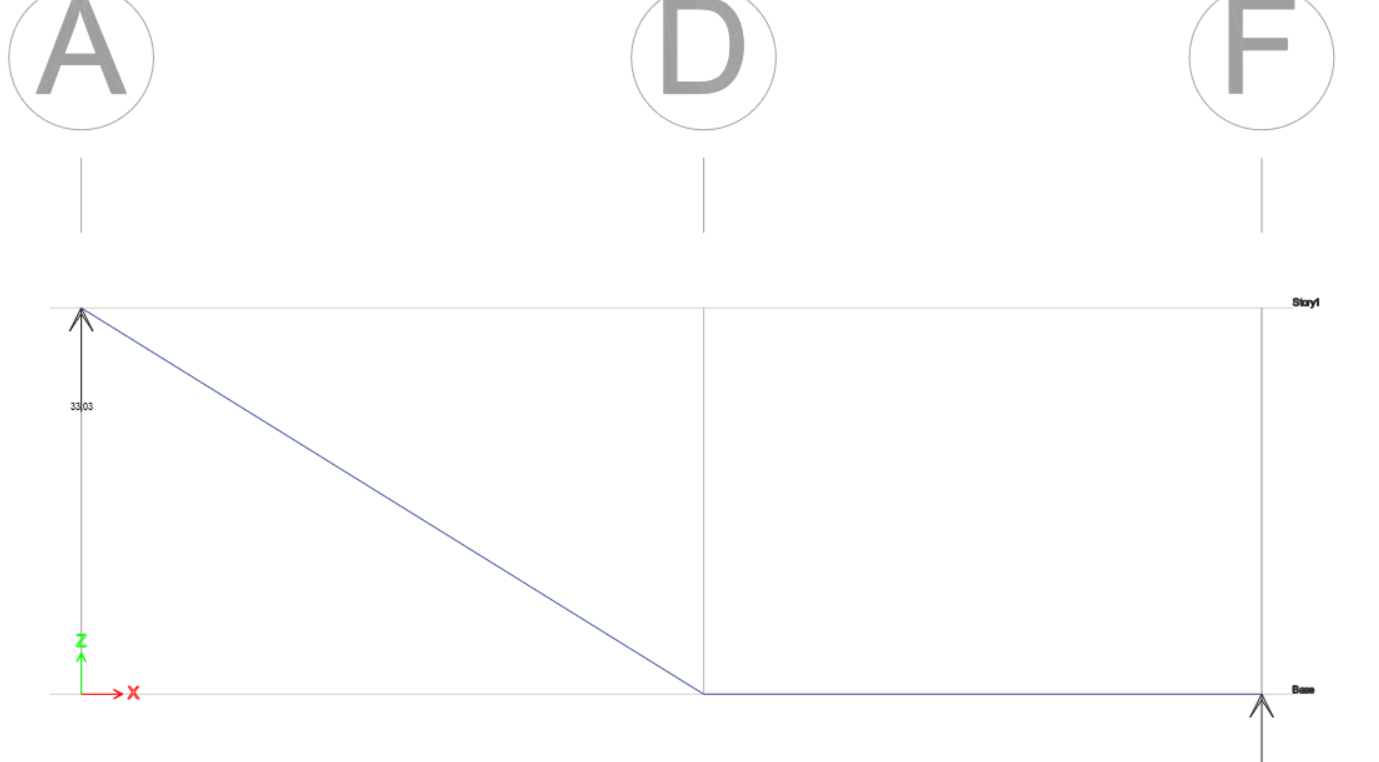 A D F
Story1
33,03
Z
X
Base